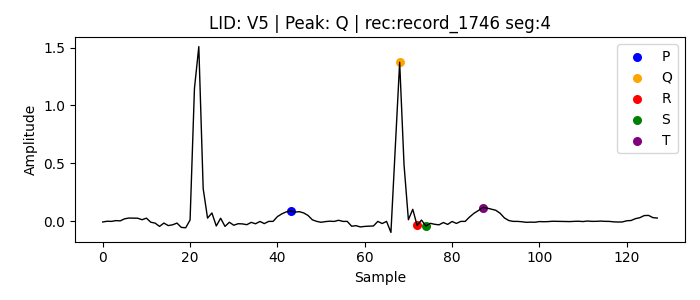 LID: V5 | Peak: Q | rec:record_1746 seg:4
Amplitude
1.5
1.0
0.5
0.0
P
Q
R
S
T
0 20 40 60 80 100 120
Sample